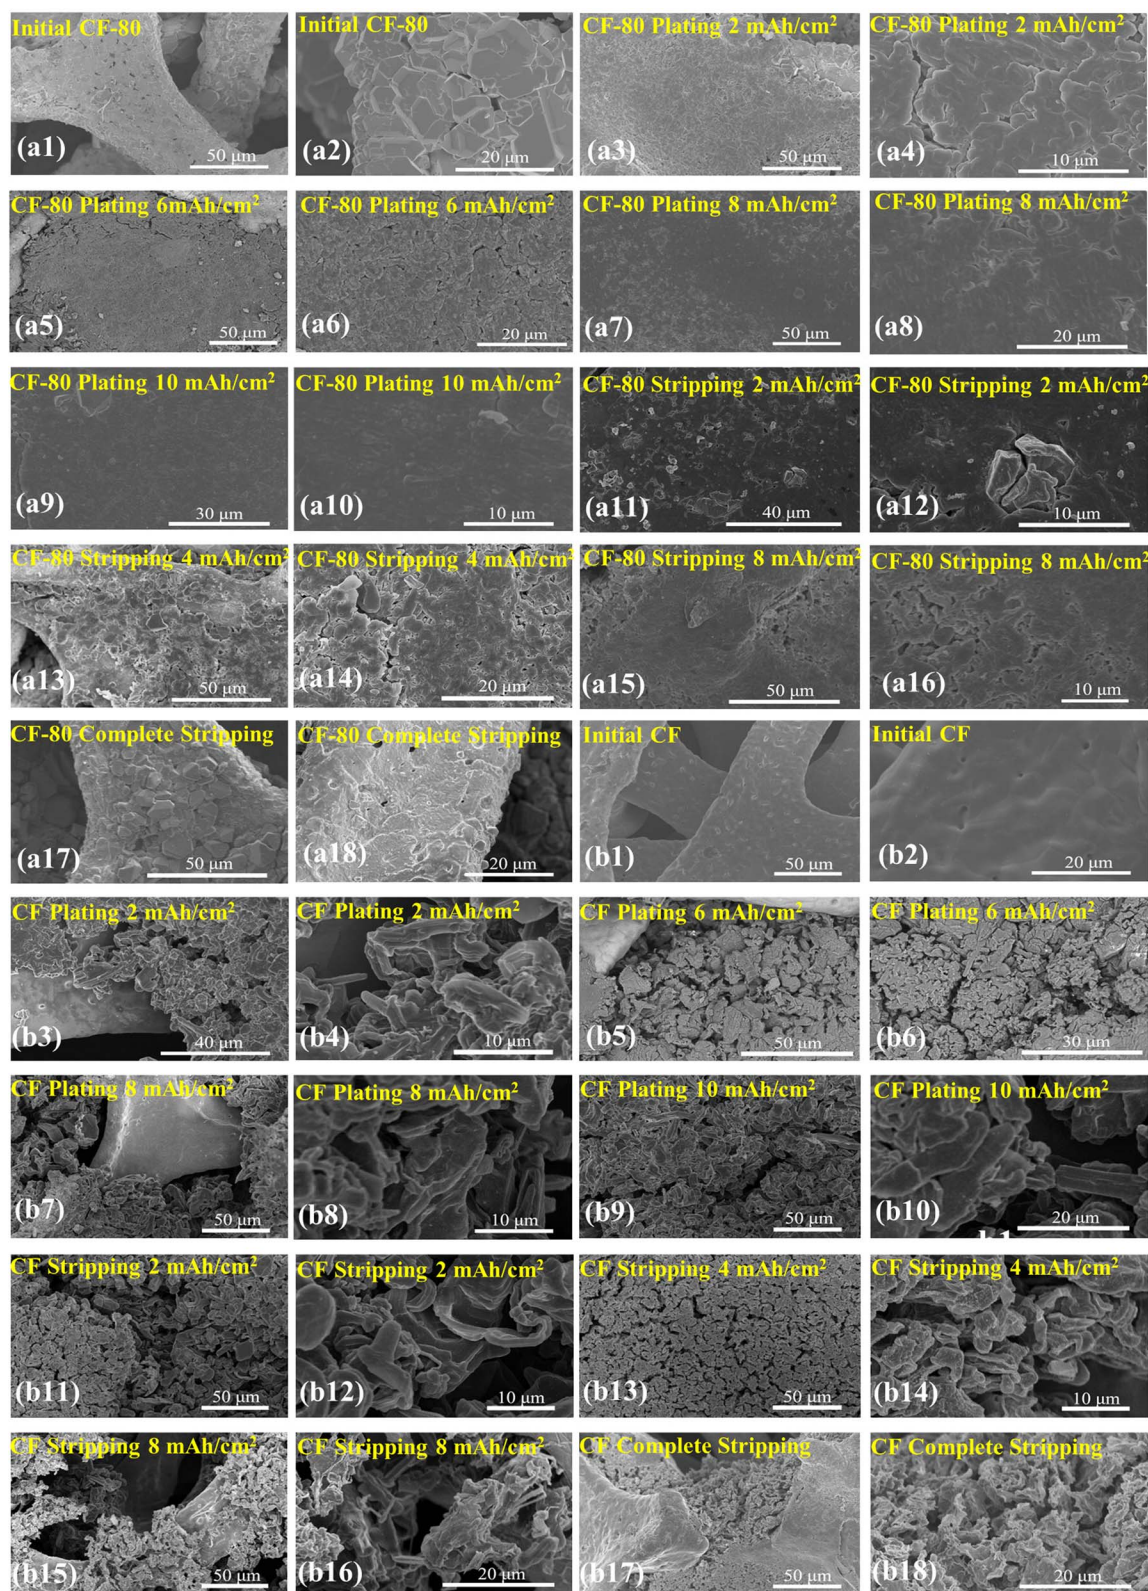 Initial CF-80
(a1)
50 μm
Initial CF-80
(a2)
20 μm
CF-80 Plating 2 mAh/cm²
(a3)
50 μm
CF-80 Plating 2 mAh/cm²
(a4)
10 μm
CF-80 Plating 6mAh/cm²
(a5)
50 μm
CF-80 Plating 6 mAh/cm²
(a6)
20 μm
CF-80 Plating 8 mAh/cm²
(a7)
50 μm
CF-80 Plating 8 mAh/cm²
(a8)
20 μm
CF-80 Plating 10 mAh/cm²
(a9)
30 μm
CF-80 Plating 10 mAh/cm²
(a10)
10 μm
CF-80 Stripping 2 mAh/cm²
(a11)
40 μm
CF-80 Stripping 2 mAh/cm²
(a12)
10 μm
CF-80 Stripping 4 mAh/cm²
(a13)
50 μm
CF-80 Stripping 4 mAh/cm²
(a14)
20 μm
CF-80 Stripping 8 mAh/cm²
(a15)
50 μm
CF-80 Stripping 8 mAh/cm²
(a16)
10 μm
CF-80 Complete Stripping
(a17)
50 μm
CF-80 Complete Stripping
(a18)
20 μm
Initial CF
(b1)
50 μm
Initial CF
(b2)
20 μm
CF Plating 2 mAh/cm²
(b3)
40 μm
CF Plating 2 mAh/cm²
(b4)
10 μm
CF Plating 6 mAh/cm²
(b5)
50 μm
CF Plating 6 mAh/cm²
(b6)
30 μm
CF Plating 8 mAh/cm²
(b7)
50 μm
CF Plating 8 mAh/cm²
(b8)
10 μm
CF Plating 10 mAh/cm²
(b9)
50 μm
CF Plating 10 mAh/cm²
(b10)
20 μm
CF Stripping 2 mAh/cm²
(b11)
50 μm
CF Stripping 2 mAh/cm²
(b12)
10 μm
CF Stripping 4 mAh/cm²
(b13)
50 μm
CF Stripping 4 mAh/cm²
(b14)
10 μm
CF Stripping 8 mAh/cm²
(b15)
50 μm
CF Stripping 8 mAh/cm²
(b16)
20 μm
CF Complete Stripping
(b17)
50 μm
CF Complete Stripping
(b18)
20 μm